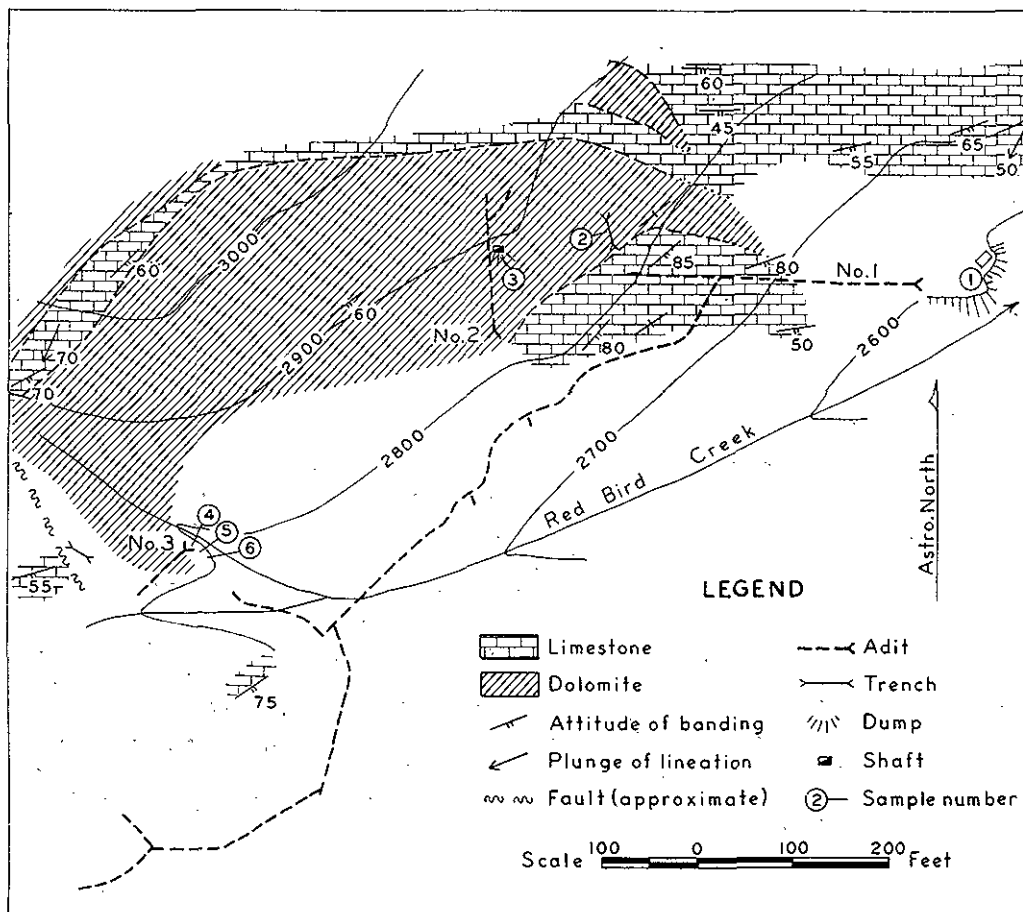 60
45
65
55
50
3000
60
2
3
85
80
No.1
1
2900
60
No.2
80
50
2600
70
70
2800
2700
Red Bird Creek
Astro. North
4
5
No.3
6
55
75
LEGEND
Limestone
Adit
Dolomite
Trench
Attitude of banding
Dump
Plunge of lineation
Shaft
Fault (approximate)
2 Sample number
Scale 100 0 100 200 Feet